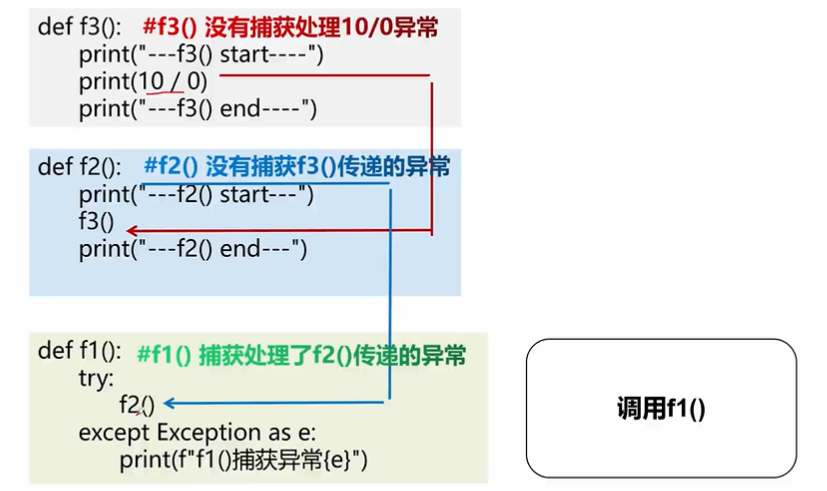 def f3():   #f3() 没有捕获处理10/0异常
print("---f3() start----")
print(10 / 0)
print("---f3() end----")
def f2():   #f2() 没有捕获f3()传递的异常
print("---f2() start---")
f3()
print("---f2() end---")
def f1():   #f1() 捕获处理了f2()传递的异常
try:
f2()
except Exception as e:
print(f"f1()捕获异常{e}")
调用f1()